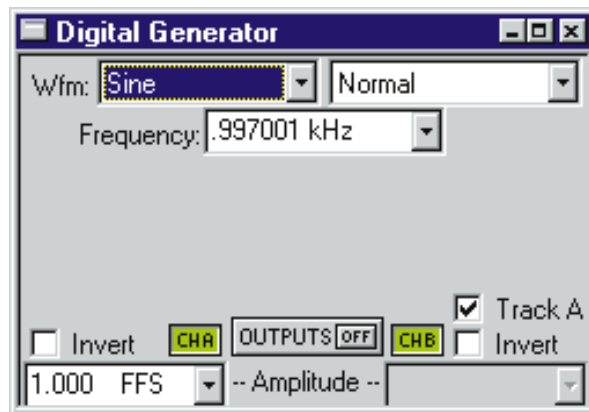 Digital Generator
Wfm: Sine Normal
Frequency: .997001 kHz
Track A
Invert CHA OUTPUTS OFF CHB Invert
1.000 FFS -- Amplitude --